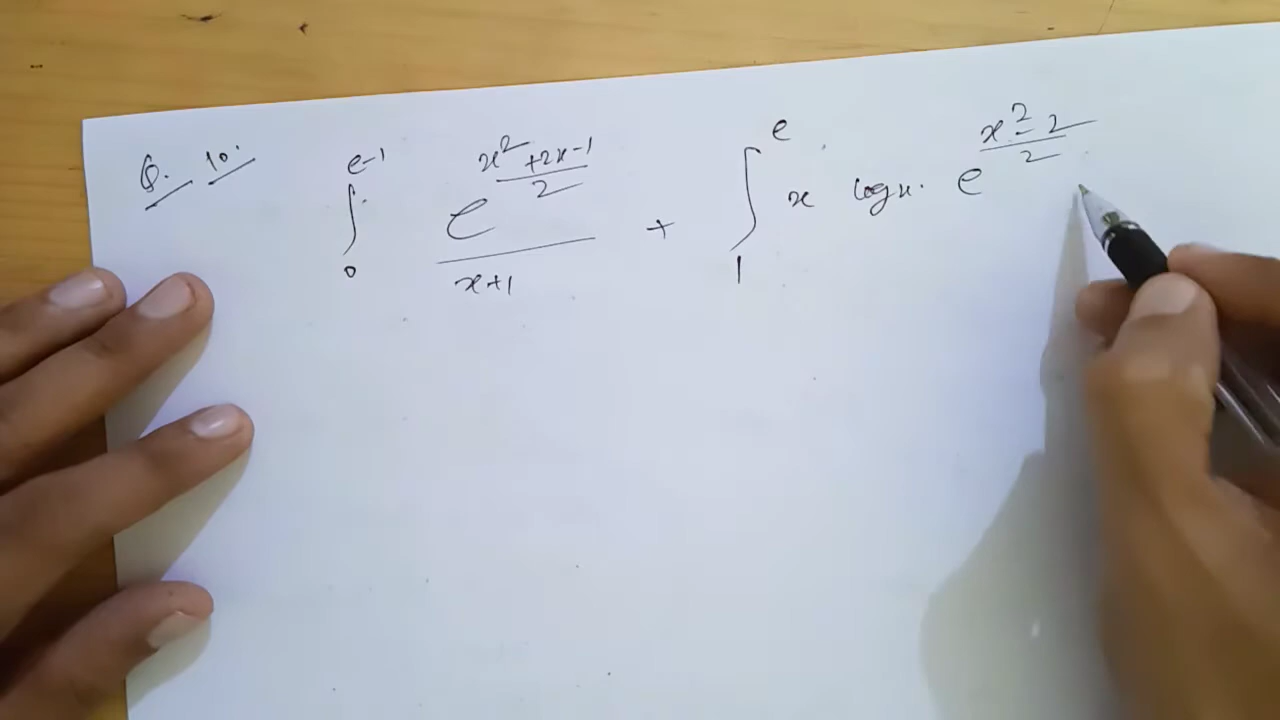 Q. 10. ∫₀^{e-1} e^{(x²+2x-1)/2}/(x+1) + ∫₁^{e} x log x. e^{(x²-2)/2}